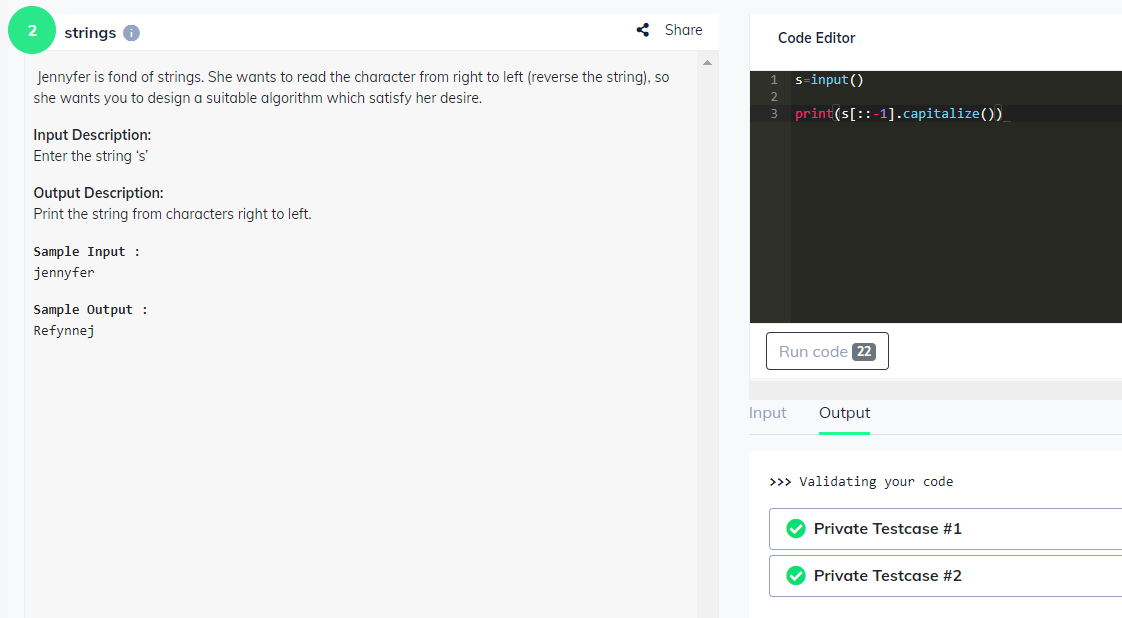 2
strings i
Share
Jennyfer is fond of strings. She wants to read the character from right to left (reverse the string), so
she wants you to design a suitable algorithm which satisfy her desire.
Input Description:
Enter the string ‘s’
Output Description:
Print the string from characters right to left.
Sample Input :
jennyfer
Sample Output :
Refynnej
Code Editor
1 s=input()
2
3 print(s[::-1].capitalize())_
Run code 22
Input Output
>>> Validating your code
Private Testcase #1
Private Testcase #2